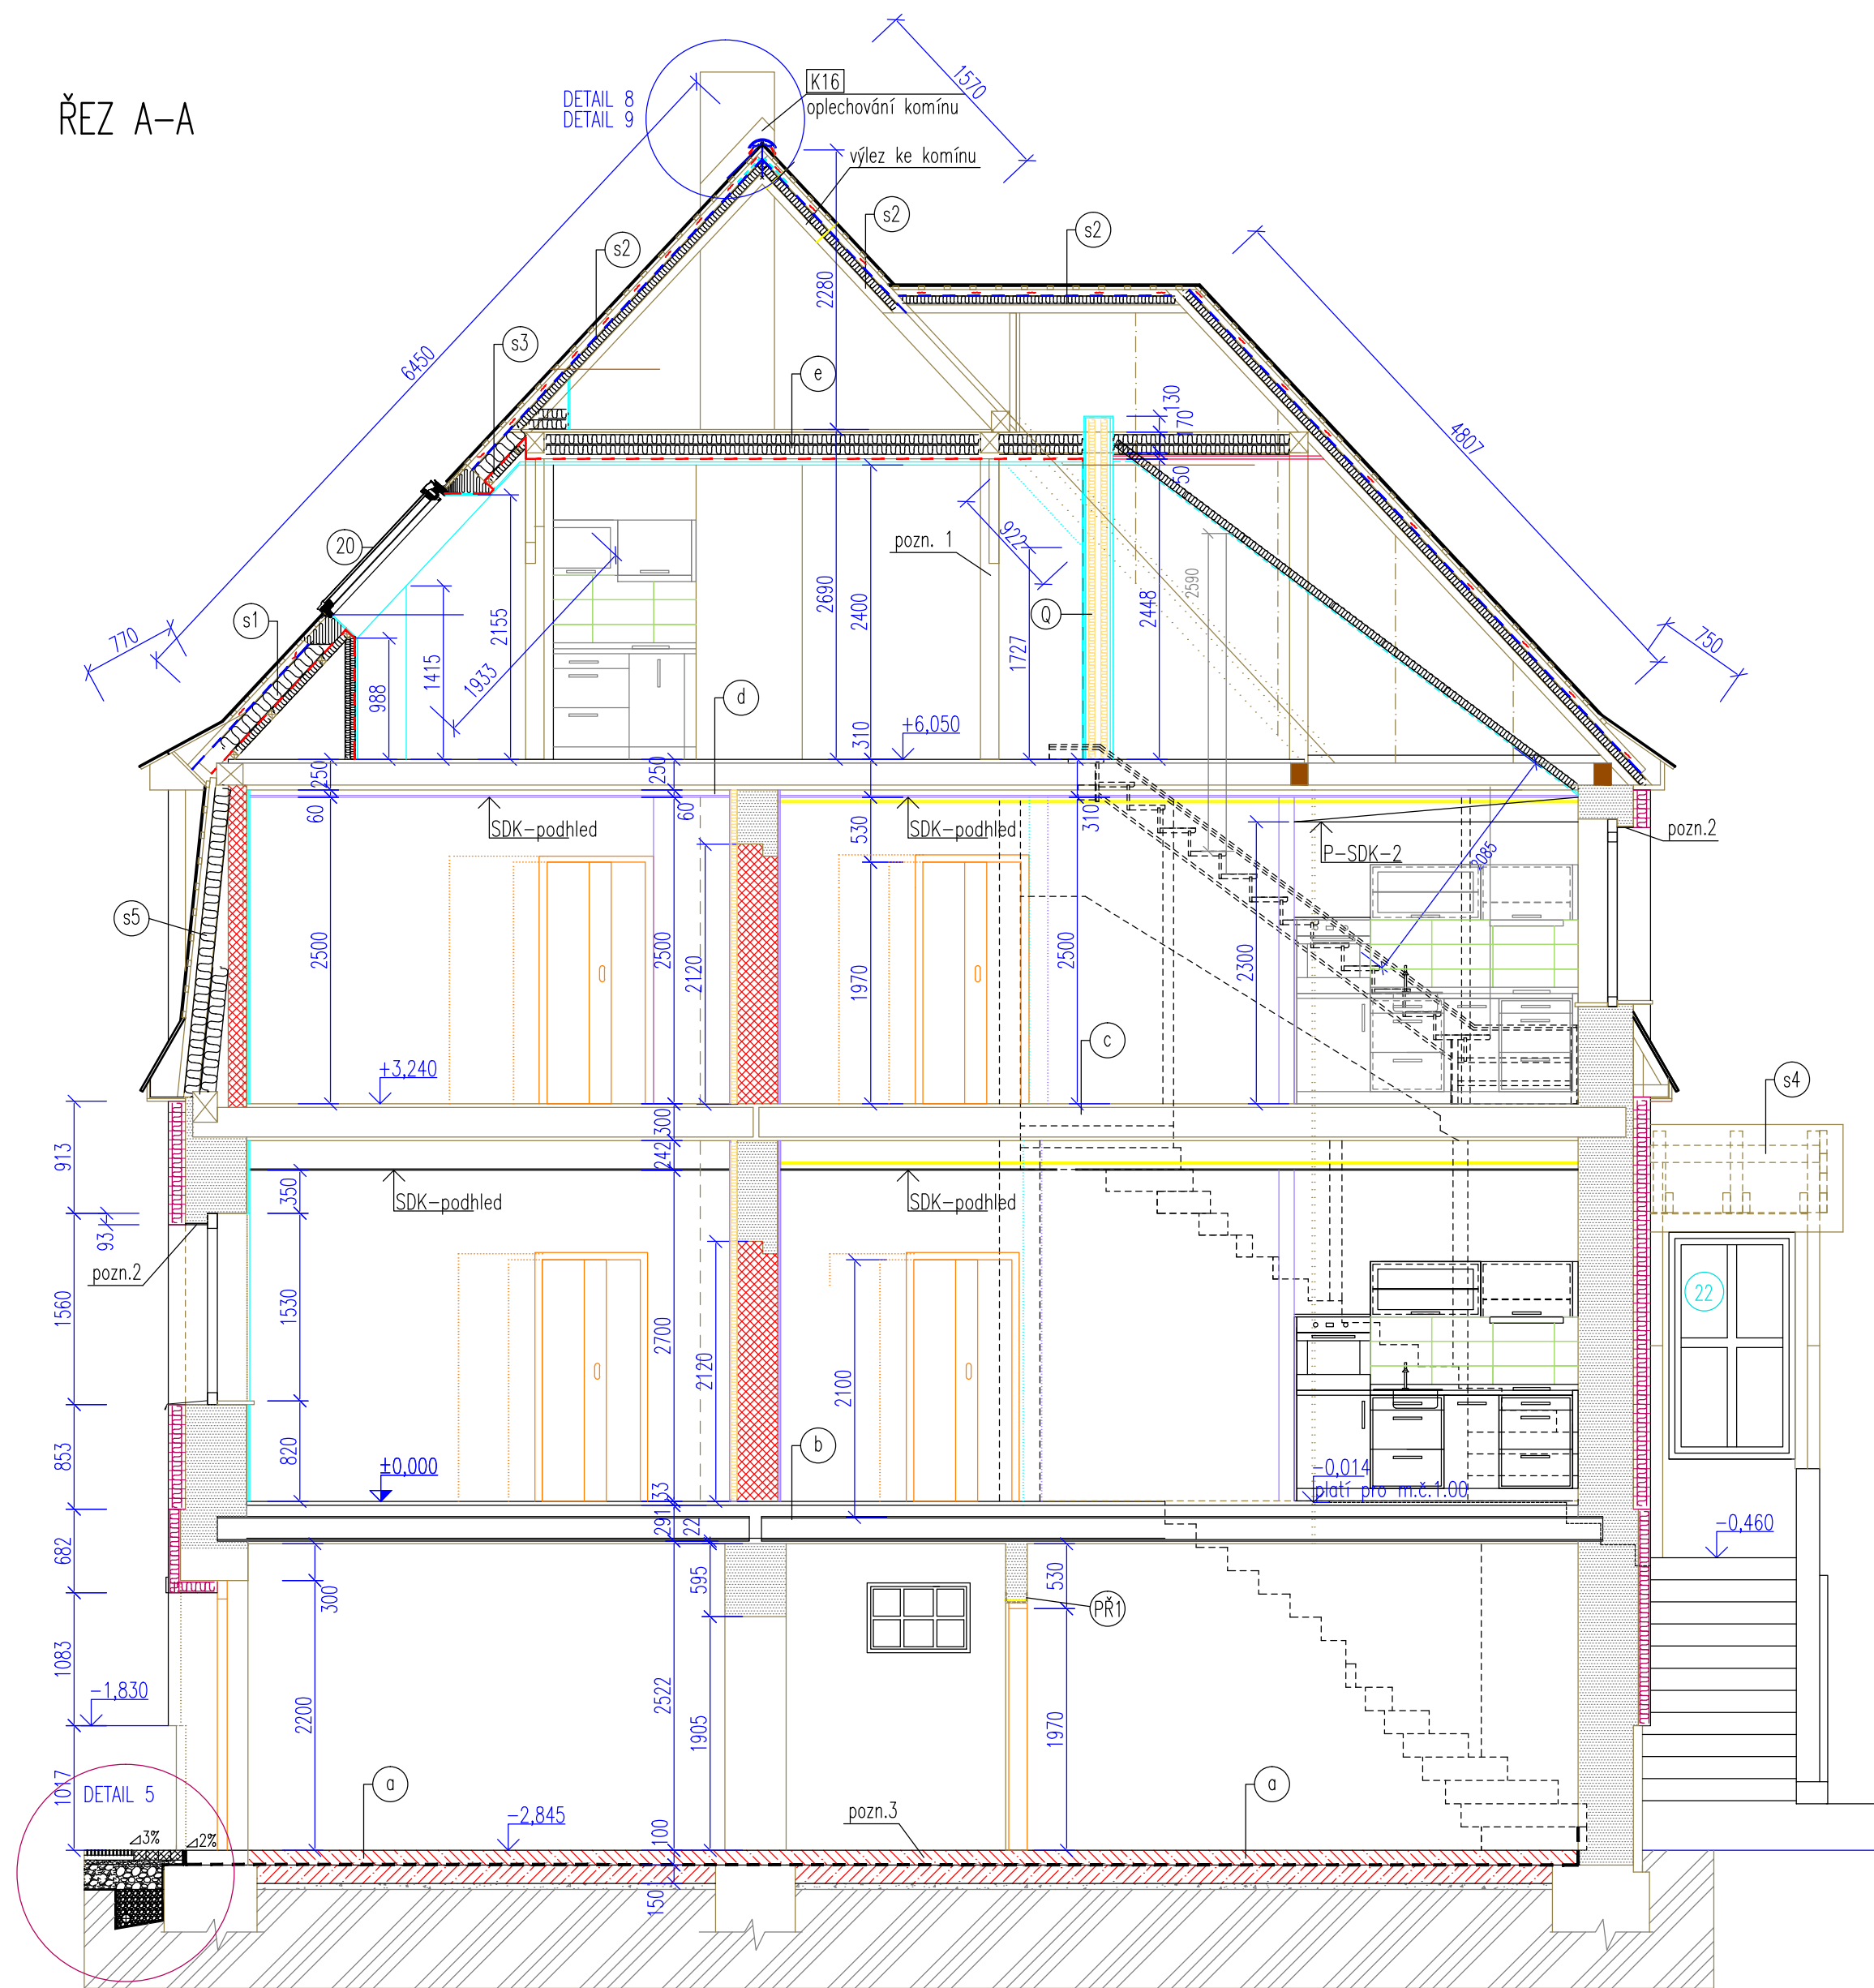 ŘEZ A-A
DETAIL 8
DETAIL 9
K16
oplechování komínu
výlez ke komínu
1570
s2
s2
s2
s3
e
6450
2280
4807
130
170
50
20
s1
770
750
988
1415
1933
2155
2690
2400
pozn. 1
922
1727
Q
2448
2590
d
310
+6,050
250
250
60
60
SDK-podhled
530
SDK-podhled
310
P-SDK-2
2085
pozn.2
s5
2500
2500
2120
1970
2500
2300
+3,240
c
s4
913
300
242
350
SDK-podhled
SDK-podhled
93
pozn.2
22
1560
1530
2700
2120
2100
853
820
±0,000
33
b
-0,014
platí pro m.č.1.00
291
22
-0,460
682
300
595
530
PŘ1
1083
-1,830
2200
2522
1905
1970
1017
DETAIL 5
a
-2,845
pozn.3
a
3%
2%
100
150